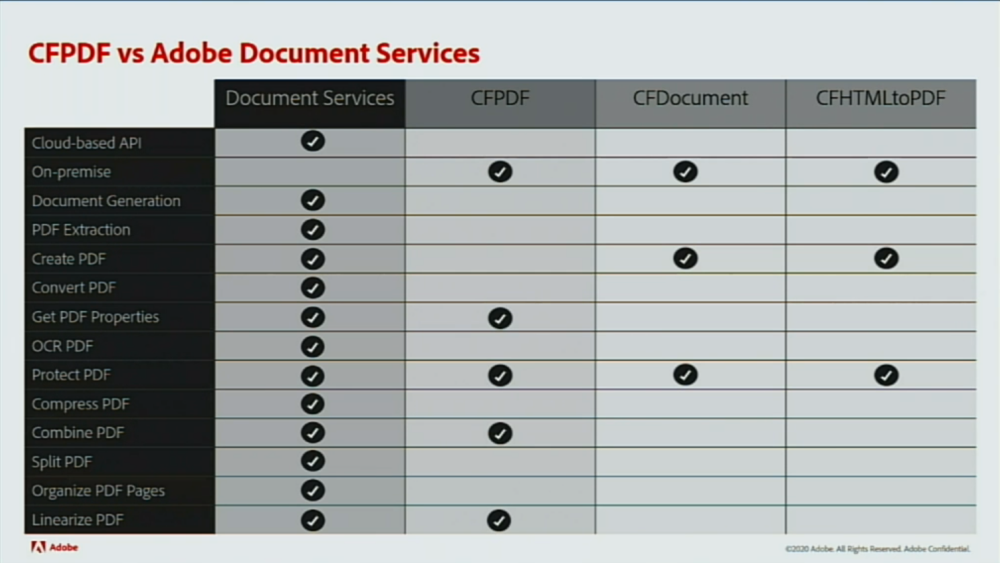 CFPDF vs Adobe Document Services
Document Services CFPDF CFDocument CFHTMLtoPDF
Cloud-based API
On-premise
Document Generation
PDF Extraction
Create PDF
Convert PDF
Get PDF Properties
OCR PDF
Protect PDF
Compress PDF
Combine PDF
Split PDF
Organize PDF Pages
Linearize PDF
Adobe
©2020 Adobe. All Rights Reserved. Adobe Confidential.